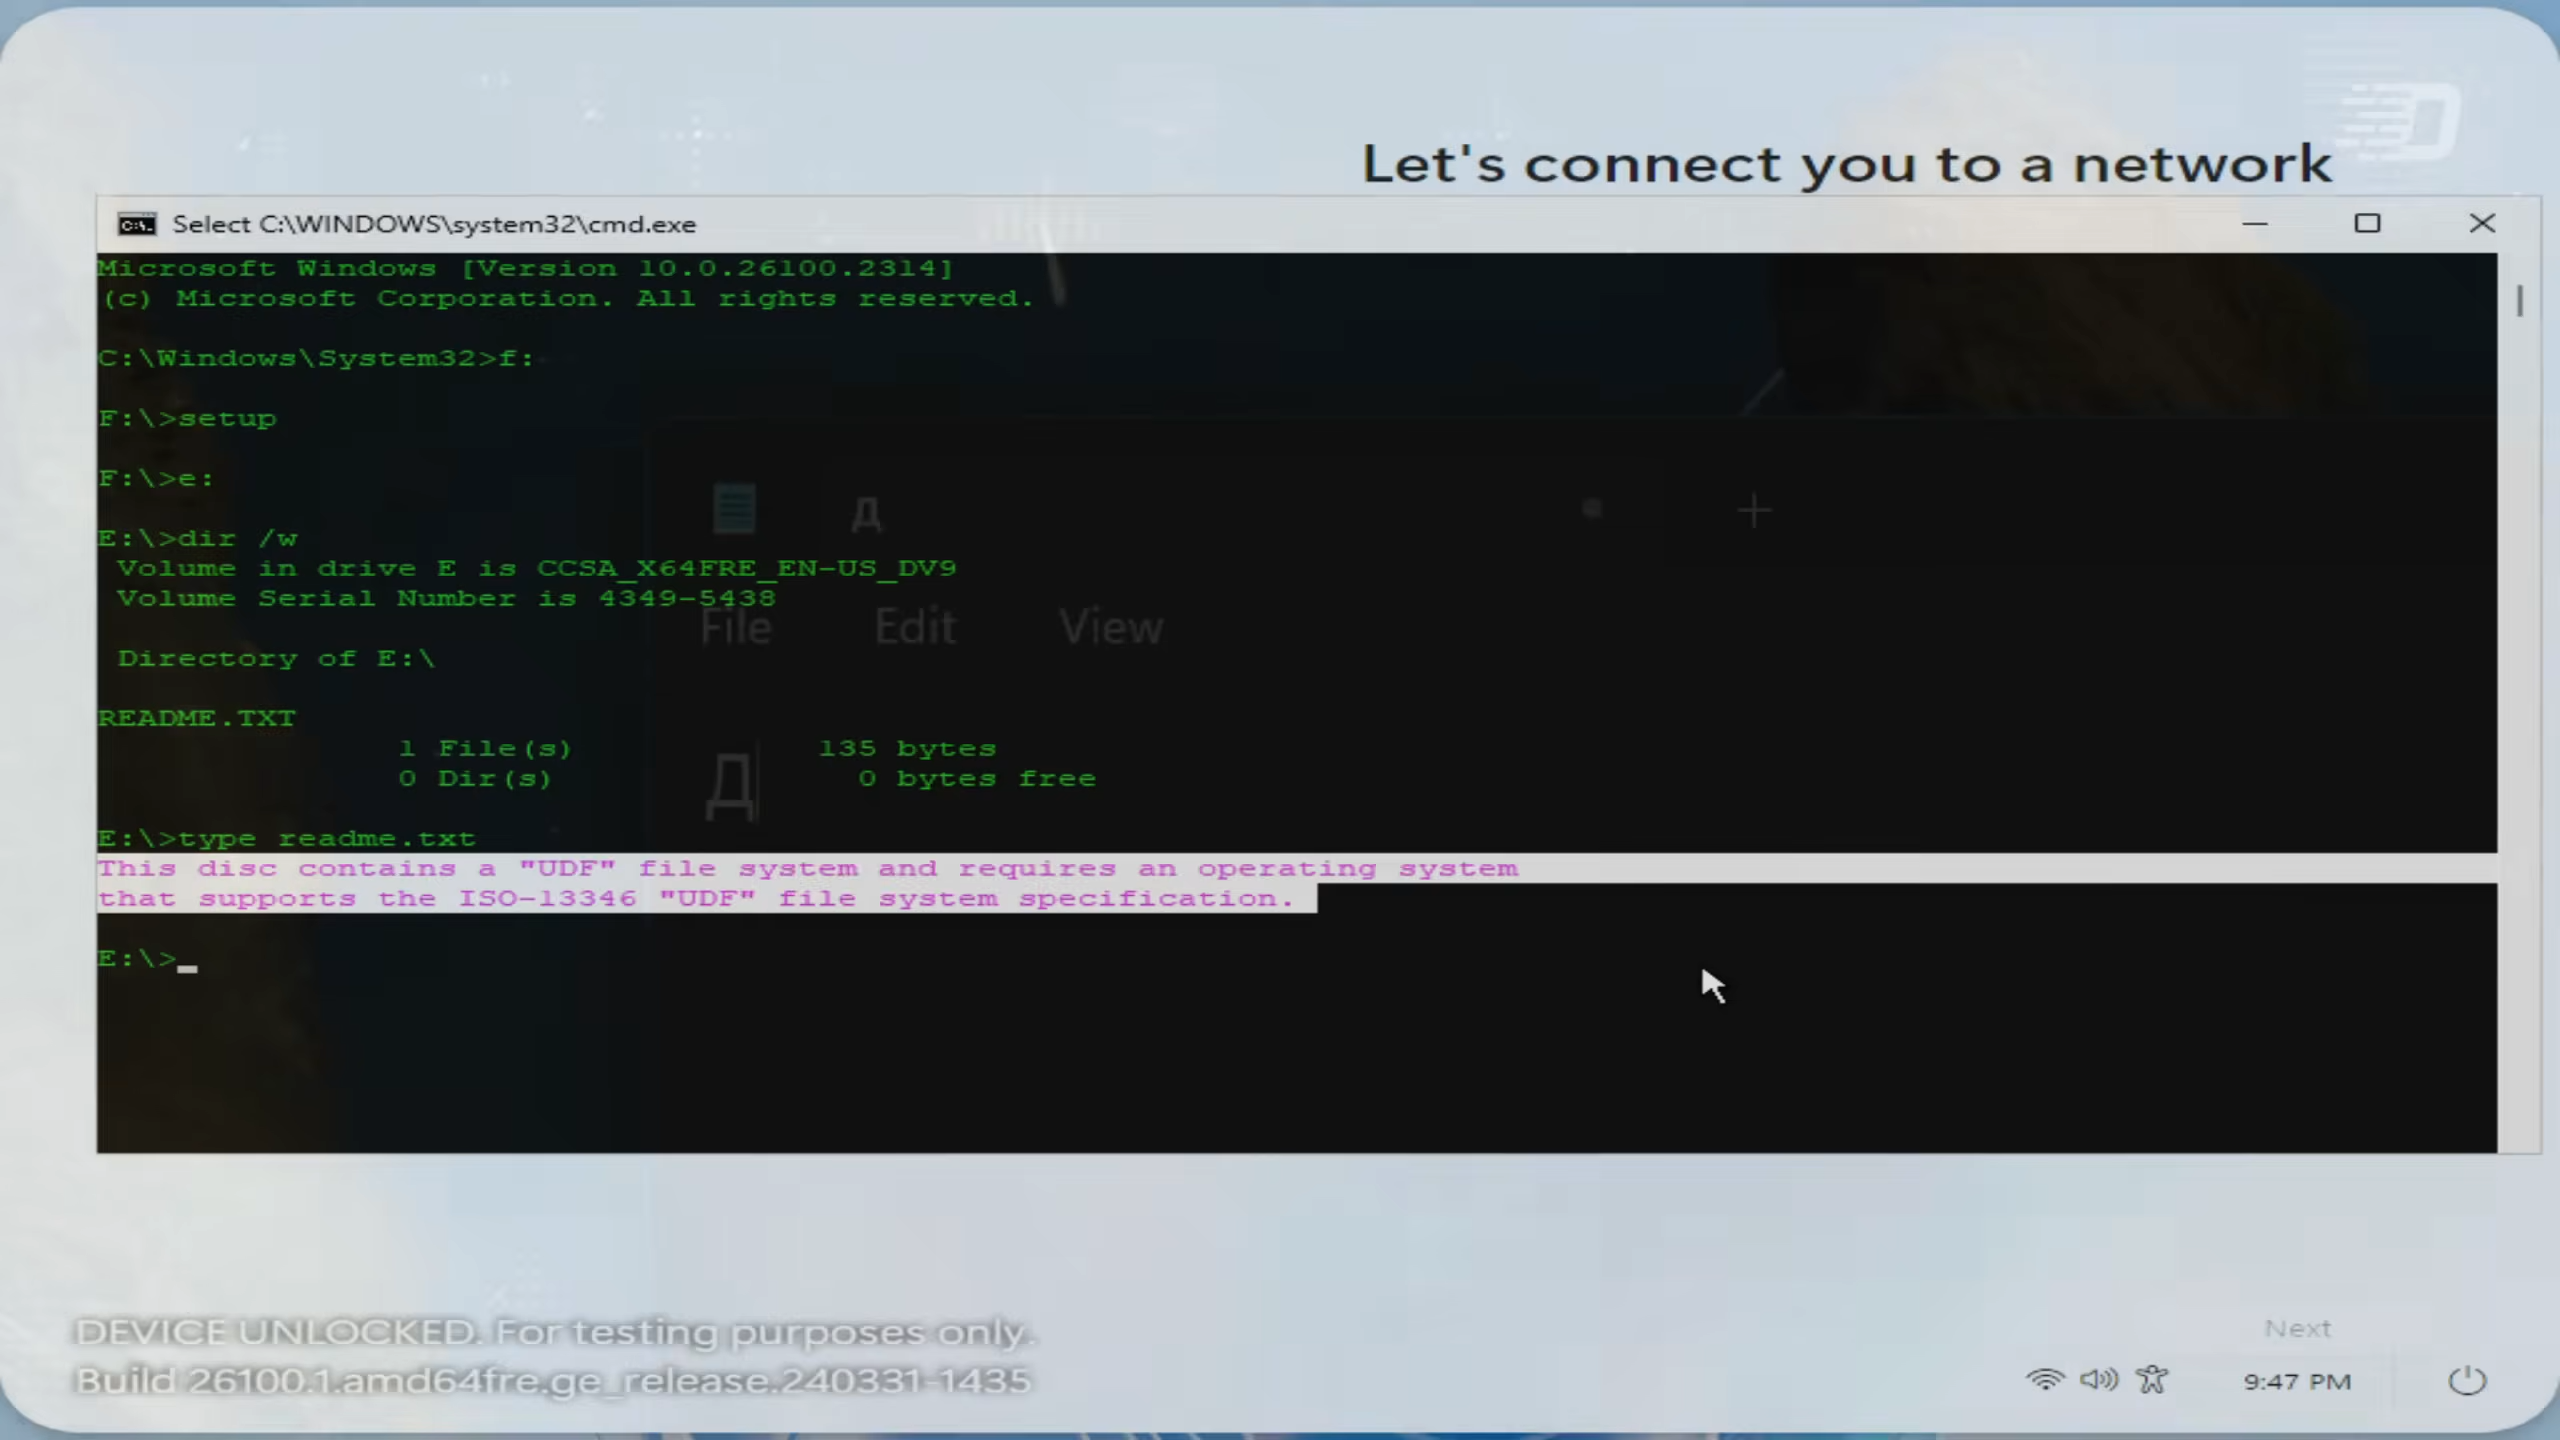 Let's connect you to a network
Select C:\WINDOWS\system32\cmd.exe
Microsoft Windows [Version 10.0.26100.2314]
(c) Microsoft Corporation. All rights reserved.
C:\Windows\System32>f:
F:\>setup
F:\>e:
E:\>dir /w
Volume in drive E is CCSA_X64FRE_EN-US_DV9
Volume Serial Number is 4349-5438
Directory of E:\
README.TXT
1 File(s) 135 bytes
0 Dir(s) 0 bytes free
E:\>type readme.txt
This disc contains a "UDF" file system and requires an operating system
that supports the ISO-13346 "UDF" file system specification.
E:\>
Д
File Edit View
Д
DEVICE UNLOCKED. For testing purposes only.
Build 26100.1.amd64fre.ge_release.240331-1435
Next
9:47 PM